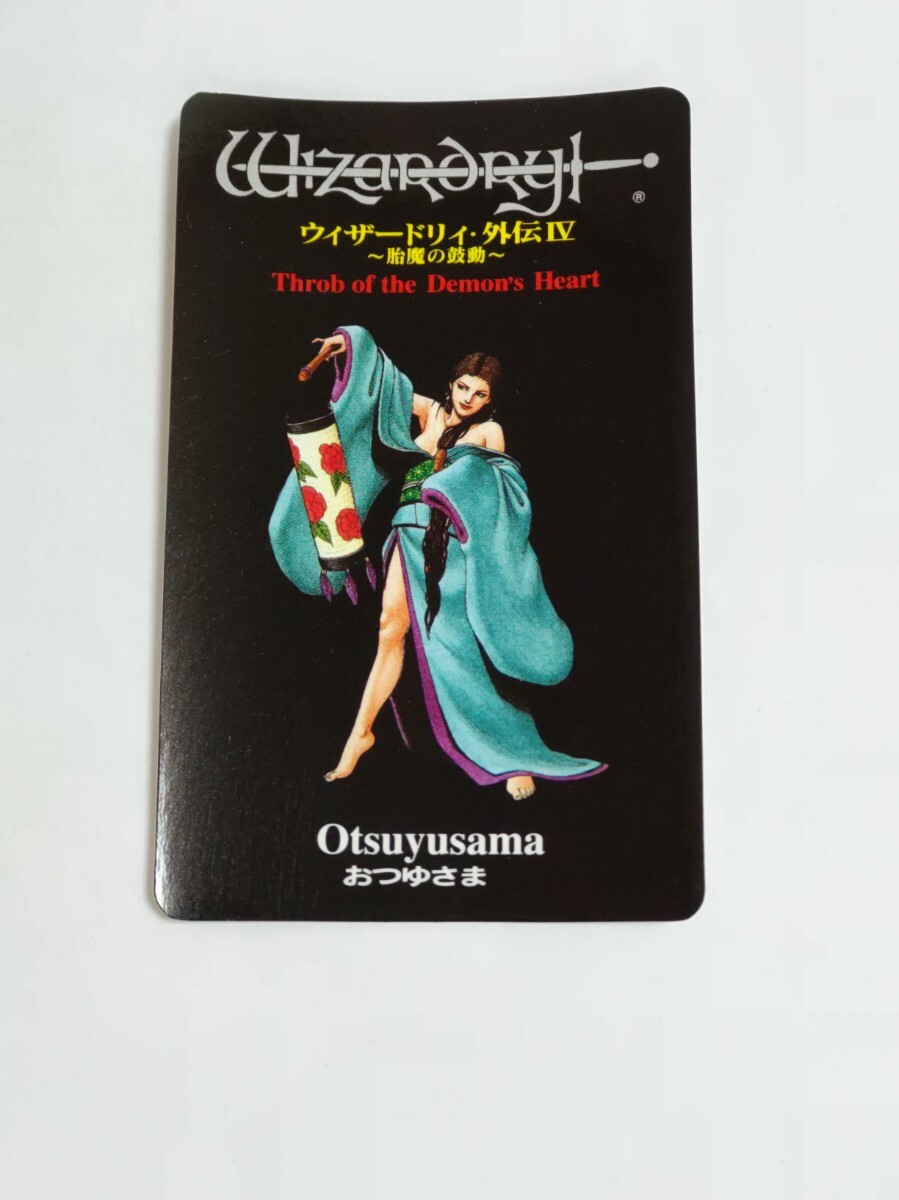 Wizardry
®
ウィザードリィ・外伝IV
～胎魔の鼓動～
Throb of the Demon's Heart
Otsuyusama
おつゆさま